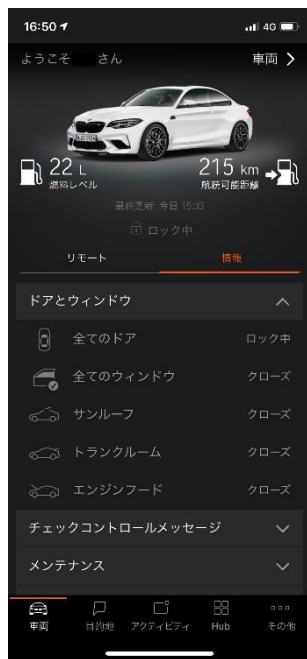 16:50
4G
ようこそ さん
車両
22 L
燃料レベル
215 km
航続可能距離
最終更新: 今日 15:33
ロック中
リモート
情報
ドアとウィンドウ
全てのドア
ロック中
全てのウィンドウ
クローズ
サンルーフ
クローズ
トランクルーム
クローズ
エンジンフード
クローズ
チェックコントロールメッセージ
メンテナンス
車両
目的地
アクティビティ
Hub
その他